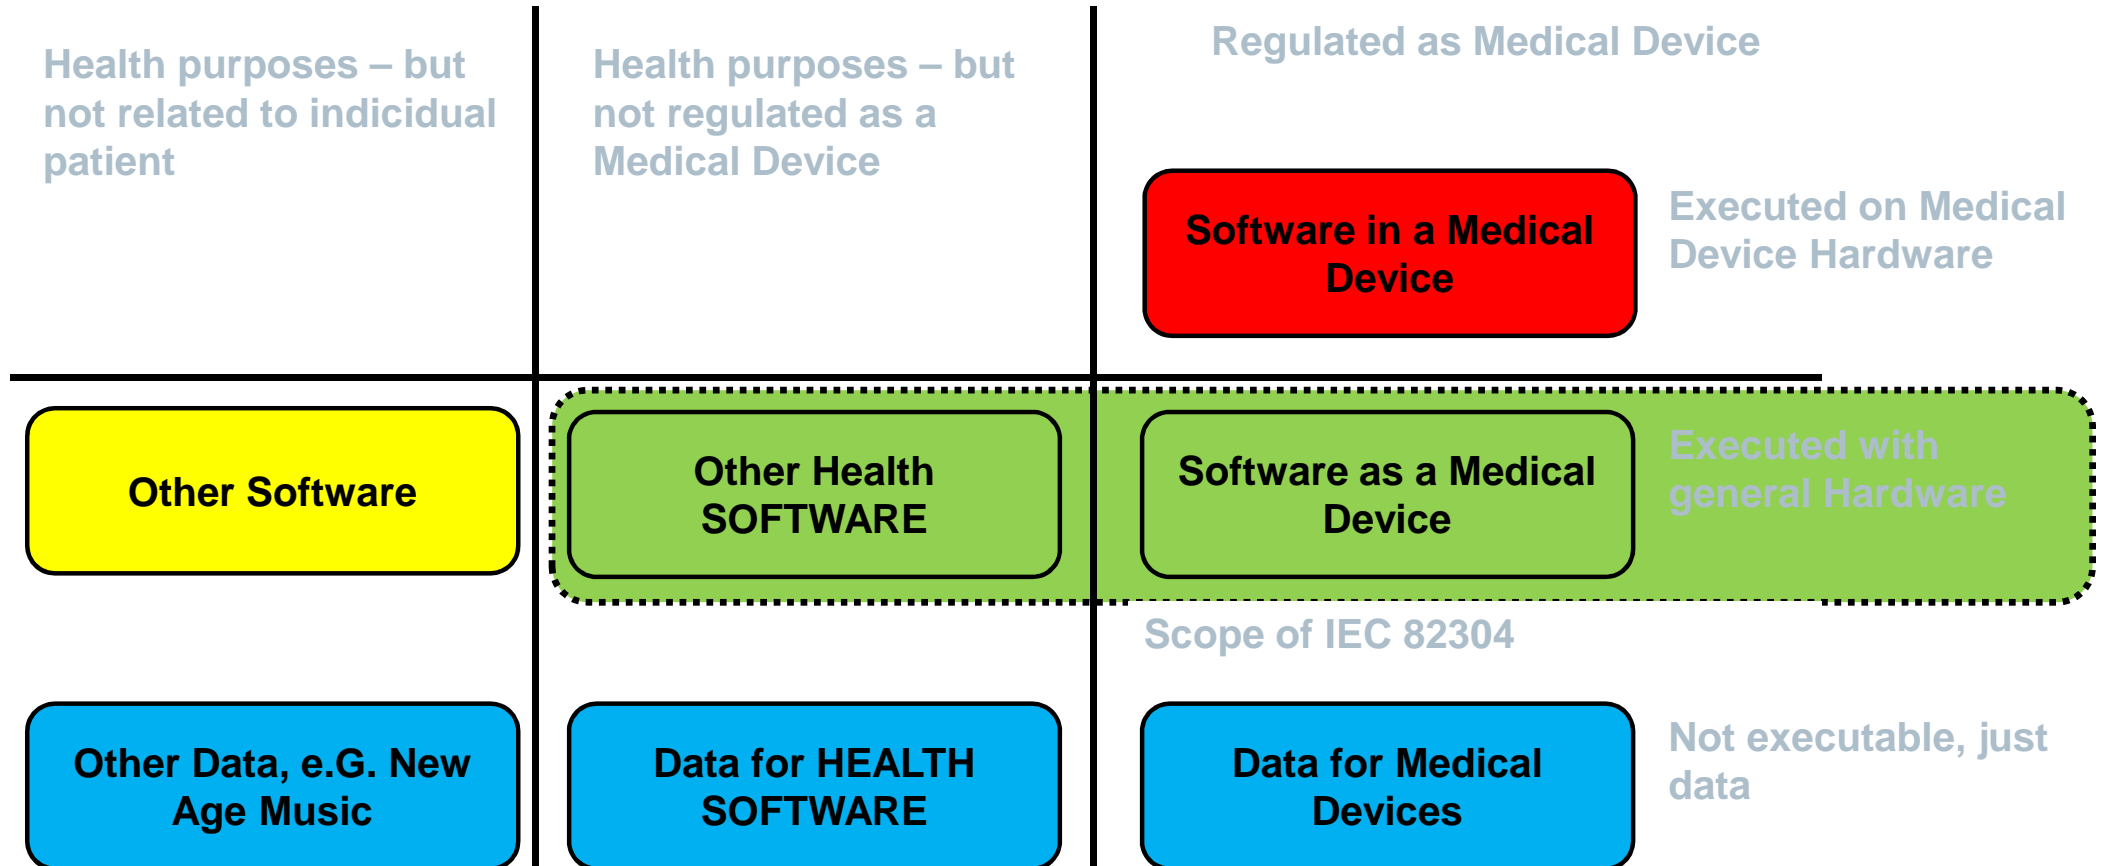 Health purposes – but
not related to indicidual
patient
Health purposes – but
not regulated as a
Medical Device
Regulated as Medical Device
Software in a Medical
Device
Executed on Medical
Device Hardware
Other Software
Other Health
SOFTWARE
Software as a Medical
Device
Executed with
general Hardware
Scope of IEC 82304
Other Data, e.G. New
Age Music
Data for HEALTH
SOFTWARE
Data for Medical
Devices
Not executable, just
data